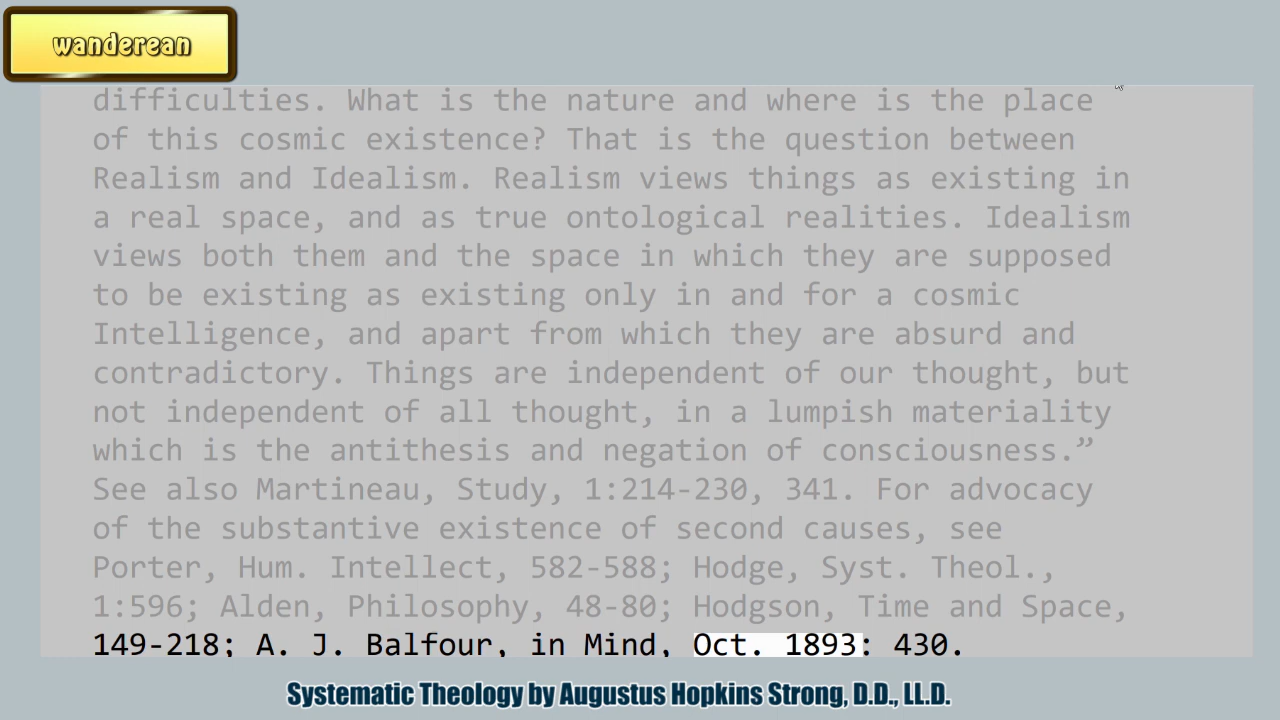 wanderean
difficulties. What is the nature and where is the place
of this cosmic existence? That is the question between
Realism and Idealism. Realism views things as existing in
a real space, and as true ontological realities. Idealism
views both them and the space in which they are supposed
to be existing as existing only in and for a cosmic
Intelligence, and apart from which they are absurd and
contradictory. Things are independent of our thought, but
not independent of all thought, in a lumpish materiality
which is the antithesis and negation of consciousness.”
See also Martineau, Study, 1:214-230, 341. For advocacy
of the substantive existence of second causes, see
Porter, Hum. Intellect, 582-588; Hodge, Syst. Theol.,
1:596; Alden, Philosophy, 48-80; Hodgson, Time and Space,
149-218; A. J. Balfour, in Mind, Oct. 1893: 430.
Systematic Theology by Augustus Hopkins Strong, D.D., LL.D.